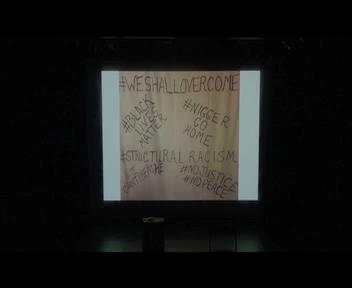 #WESHALLOVERCOME
#BLACK
LIVES
MATTER
#NIGGER
GO
HOME
#STRUCTURAL RACISM
#NOJUSTICE
#NOPEACE